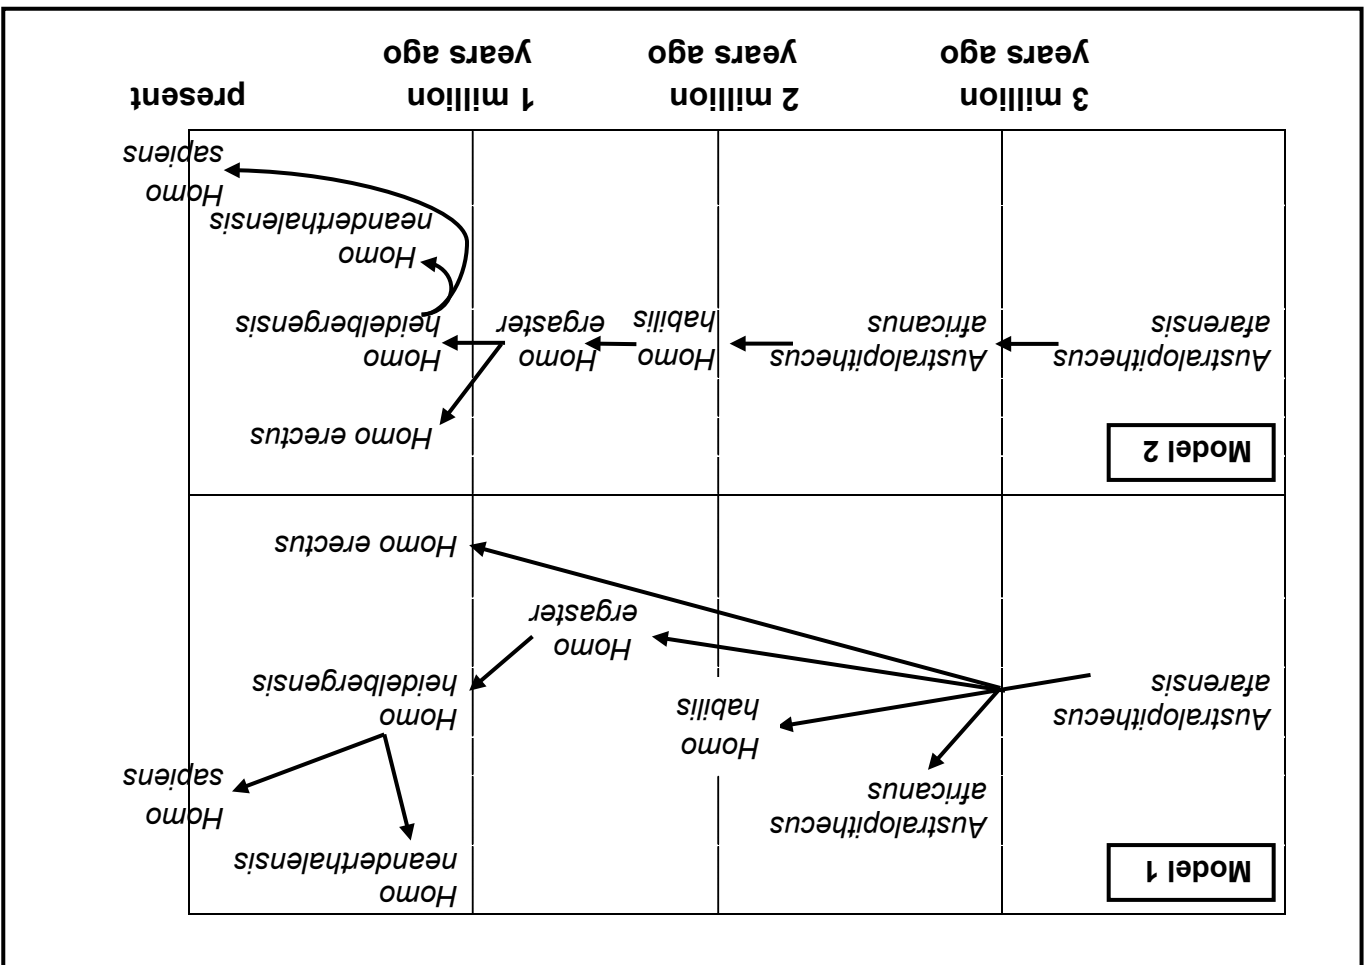 Model 1
Homo
neanderthalensis
Australopithecus
africanus
Homo
sapiens
Homo
habilis
Australopithecus
afarensis
Homo
heidelbergensis
Homo
ergaster
Homo erectus
Model 2
Homo erectus
Australopithecus
afarensis
Australopithecus
africanus
Homo
habilis
Homo
ergaster
Homo
heidelbergensis
Homo
neanderthalensis
Homo
sapiens
3 million
years ago
2 million
years ago
1 million
years ago
present